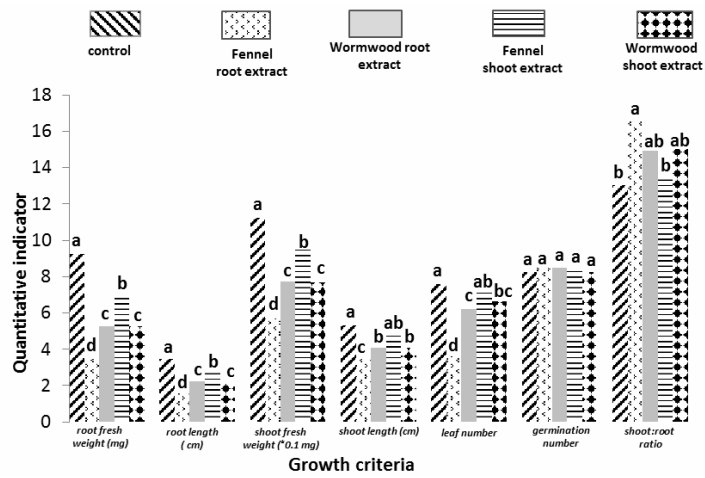 control
Fennel
root extract
Wormwood root
extract
Fennel
shoot extract
Wormwood
shoot extract
Quantitative indicator
18
16
14
12
10
8
6
4
2
0
a d c b c
a d c b c
a d c b c
a c b ab b
a d c ab bc
a a a a a
b a ab b ab
root fresh
weight (mg)
root length
( cm)
shoot fresh
weight (*0.1 mg)
shoot length (cm)
leaf number
germination
number
shoot:root
ratio
Growth criteria